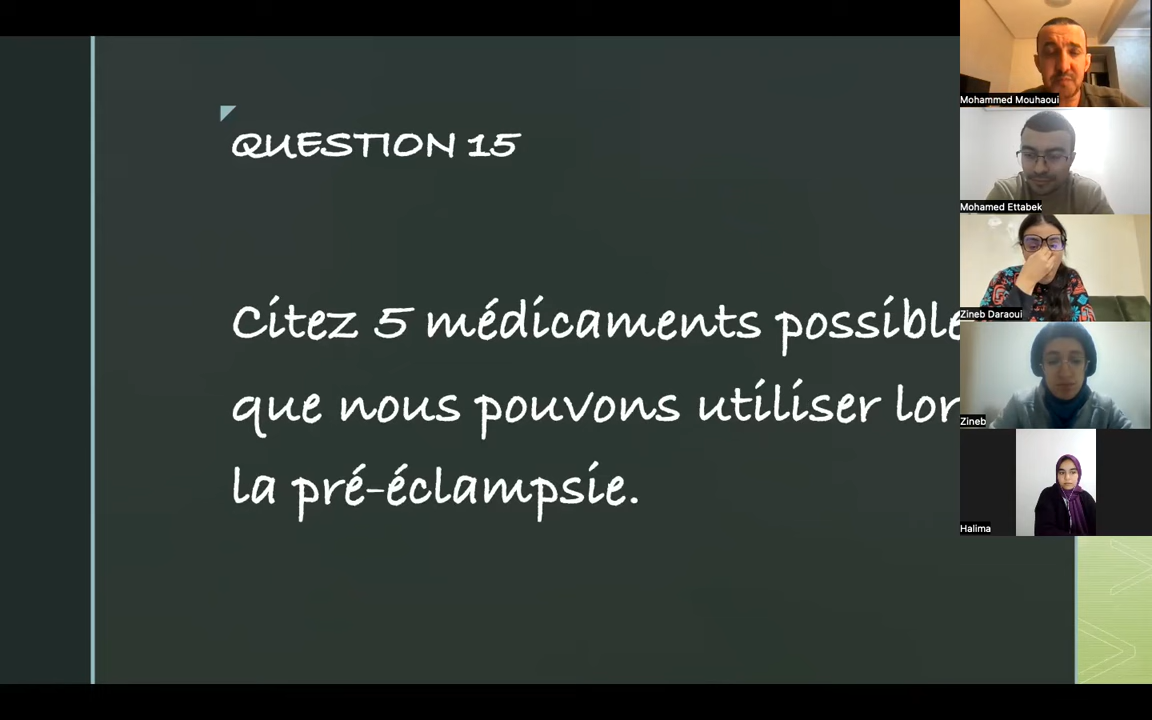 QUESTION 15
Citez 5 médicaments possible
que nous pouvons utiliser lor
la pré-éclampsie.
Mohammed Mouhaoui
Mohamed Ettabek
Zineb Daraoui
Zineb
Halima